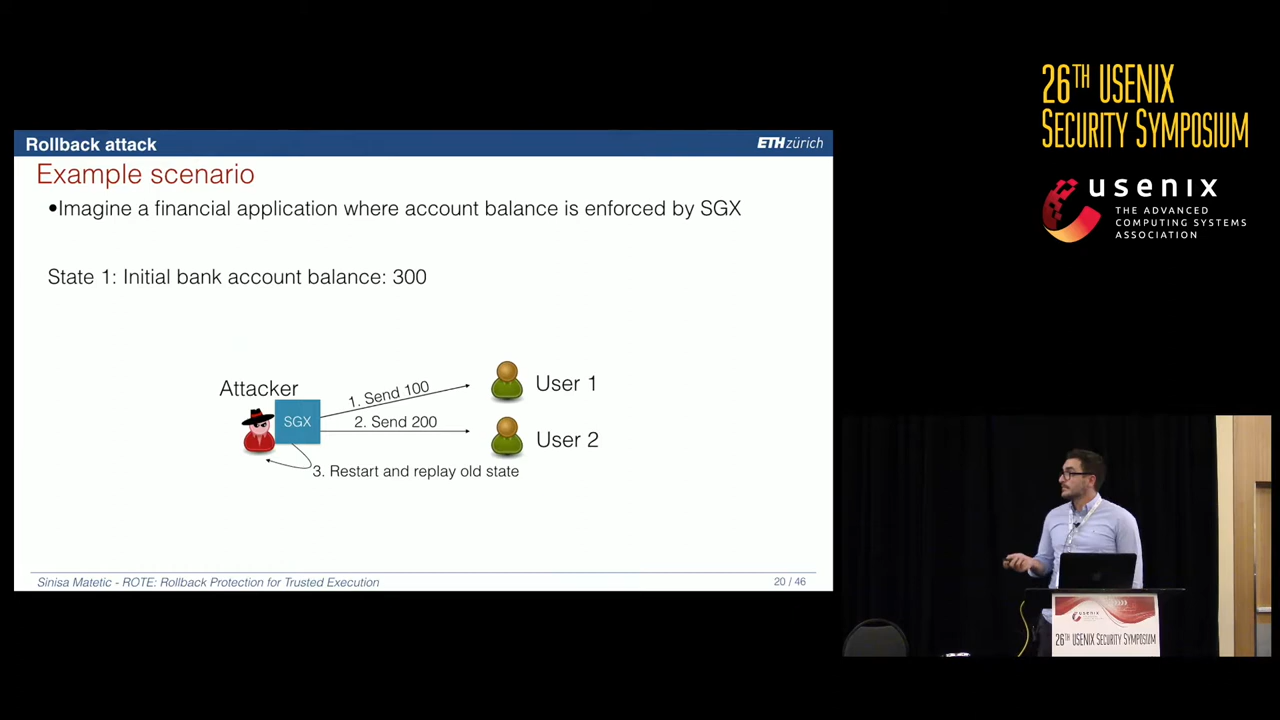 26TH USENIX
SECURITY SYMPOSIUM
usenix
THE ADVANCED
COMPUTING SYSTEMS
ASSOCIATION
Rollback attack
ETH zürich
Example scenario
•Imagine a financial application where account balance is enforced by SGX
State 1: Initial bank account balance: 300
Attacker
SGX
1. Send 100
User 1
2. Send 200
User 2
3. Restart and replay old state
Sinisa Matetic - ROTE: Rollback Protection for Trusted Execution
20 / 46
usenix
26TH USENIX SECURITY SYMPOSIUM